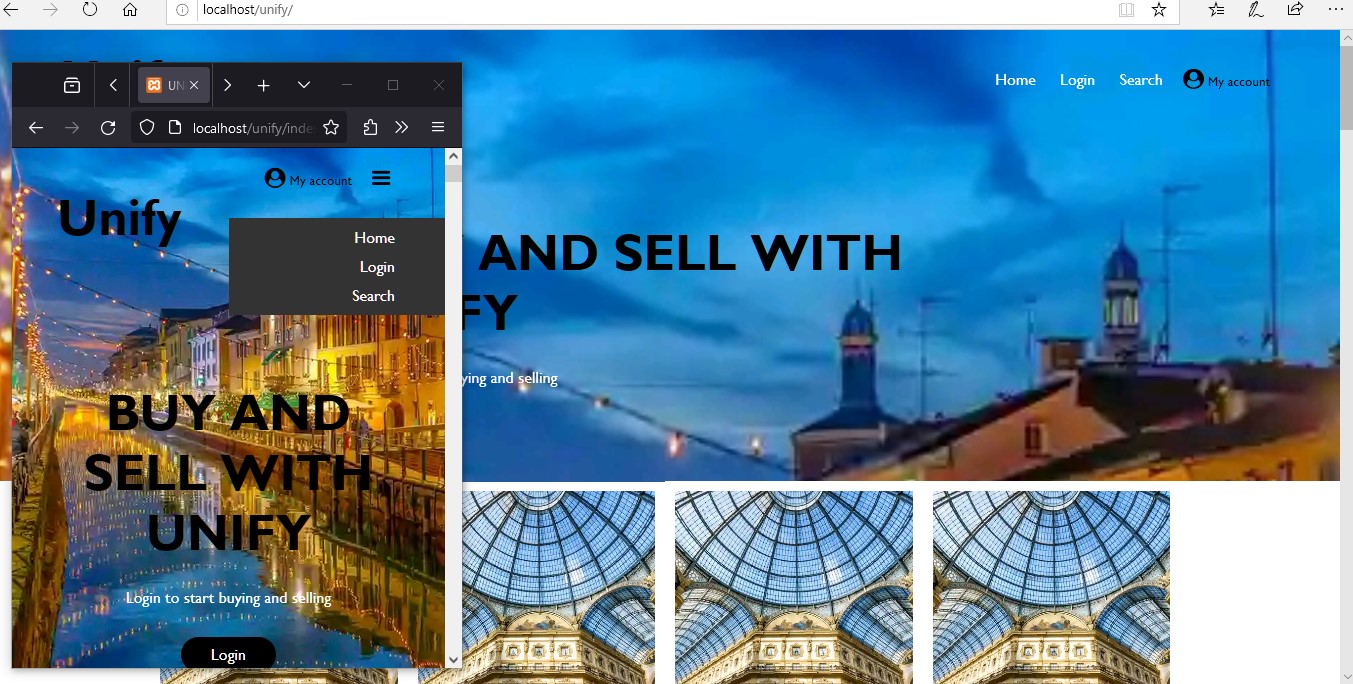 localhost/unify/
Home Login Search My account
UN
localhost/unify/inde
My account
Unify
Home
Login
Search
AND SELL WITH
FY
ying and selling
BUY AND
SELL WITH
UNIFY
Login to start buying and selling
Login